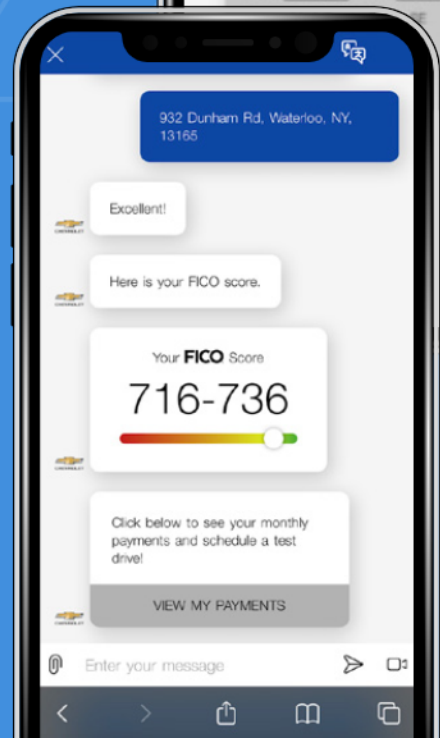 932 Dunham Rd, Waterloo, NY,
13165
Excellent!
Here is your FICO score.
Your FICO Score
716-736
Click below to see your monthly
payments and schedule a test
drive!
VIEW MY PAYMENTS
Enter your message